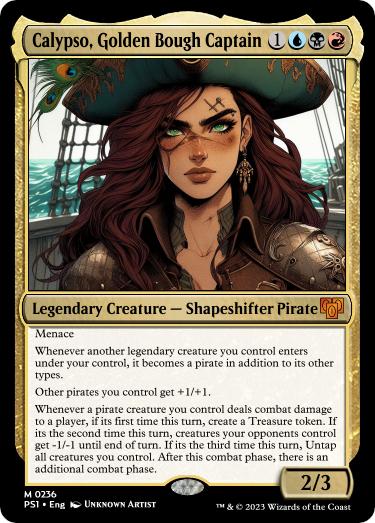 Calypso, Golden Bough Captain 1
Legendary Creature — Shapeshifter Pirate
Menace
Whenever another legendary creature you control enters
under your control, it becomes a pirate in addition to its other
types.
Other pirates you control get +1/+1.
Whenever a pirate creature you control deals combat damage
to a player, if its first time this turn, create a Treasure token. If
its the second time this turn, creatures your opponents control
get -1/-1 until end of turn. If its the third time this turn, Untap
all creatures you control. After this combat phase, there is an
additional combat phase.
2/3
M 0236
PS1 • Eng Unknown Artist
™ & © 2023 Wizards of the Coast